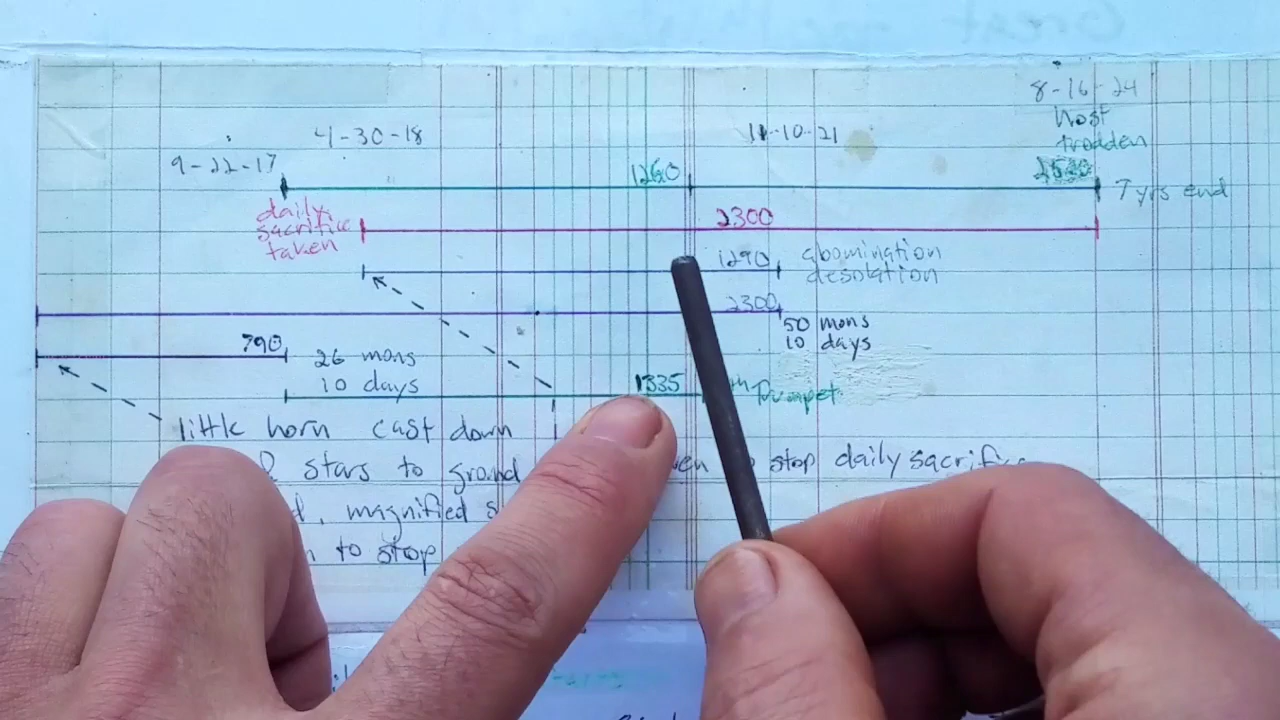 8-16-24
host
trodden
4-30-18
11-10-21
9-22-17
1260
2520
7 yrs end
daily
sacrifice
taken
2300
1290 abomination
desolation
2300
50 mons
10 days
790
26 mons
10 days
1335
Trumpet
little horn cast down
stars to ground stop daily sacrifice
magnified
to stop